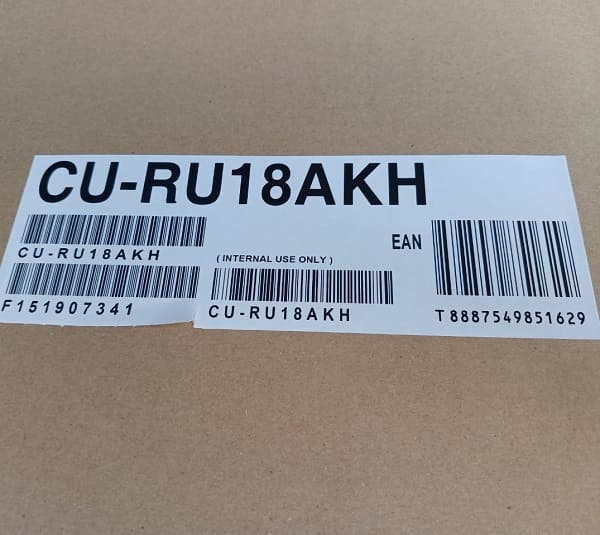 CU-RU18AKH
CU-RU18AKH
F151907341
( INTERNAL USE ONLY )
CU-RU18AKH
EAN
T8887549851629